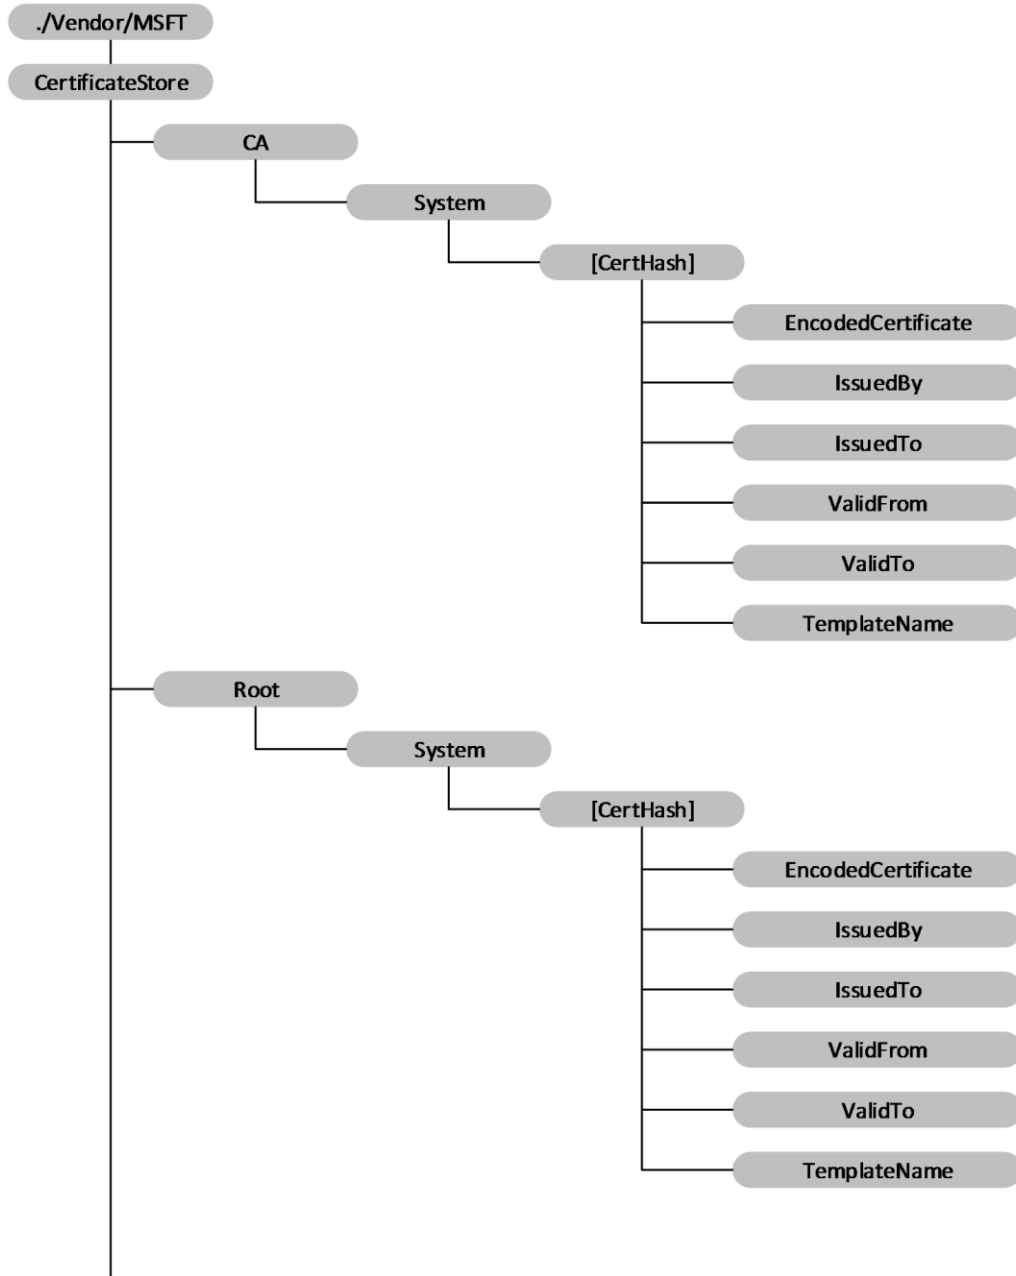 ./Vendor/MSFT
CertificateStore
CA
System
[CertHash]
EncodedCertificate
IssuedBy
IssuedTo
ValidFrom
ValidTo
TemplateName
Root
System
[CertHash]
EncodedCertificate
IssuedBy
IssuedTo
ValidFrom
ValidTo
TemplateName